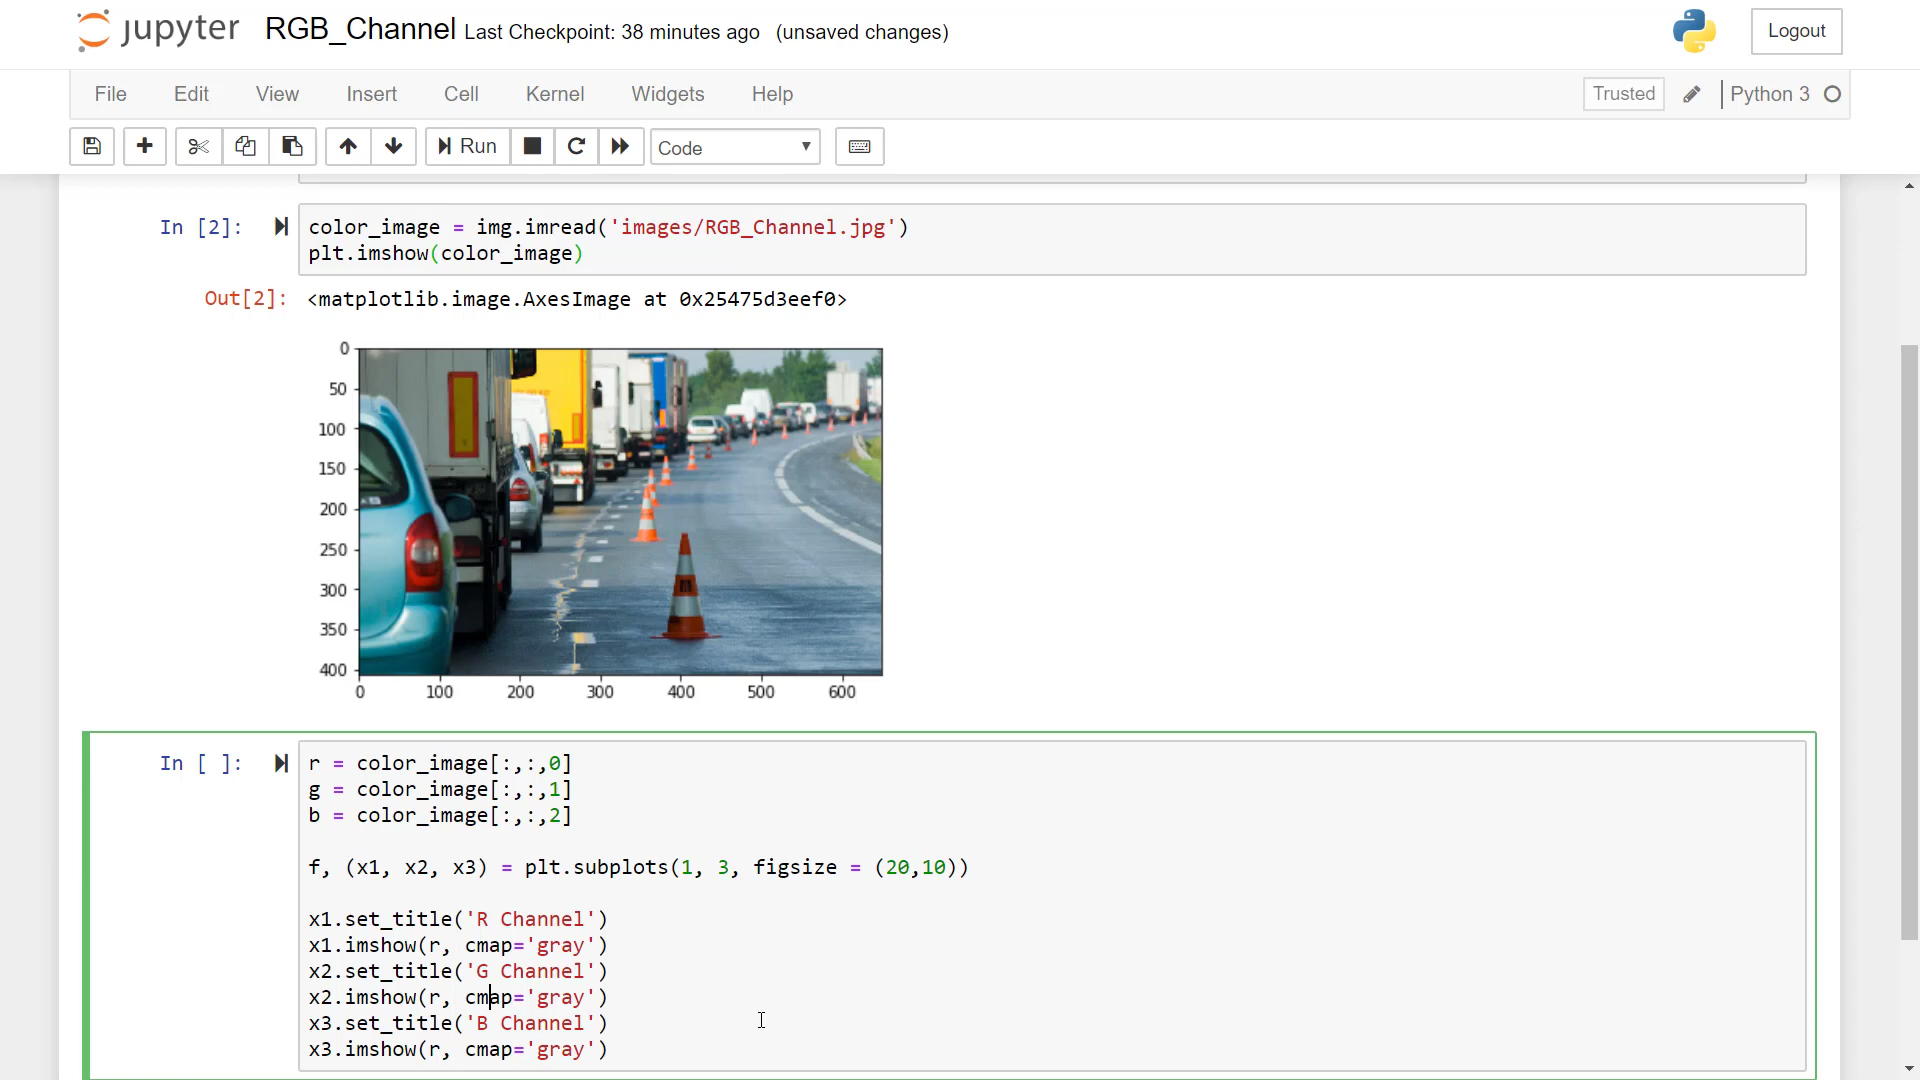 jupyter RGB_Channel Last Checkpoint: 38 minutes ago (unsaved changes) Logout
File Edit View Insert Cell Kernel Widgets Help Trusted Python 3
Run Code
In [2]: color_image = img.imread('images/RGB_Channel.jpg')
plt.imshow(color_image)
Out[2]: <matplotlib.image.AxesImage at 0x25475d3eef0>
0
50
100
150
200
250
300
350
400
0 100 200 300 400 500 600
In [ ]: r = color_image[:,:,0]
g = color_image[:,:,1]
b = color_image[:,:,2]
f, (x1, x2, x3) = plt.subplots(1, 3, figsize = (20,10))
x1.set_title('R Channel')
x1.imshow(r, cmap='gray')
x2.set_title('G Channel')
x2.imshow(r, cmap='gray')
x3.set_title('B Channel')
x3.imshow(r, cmap='gray')